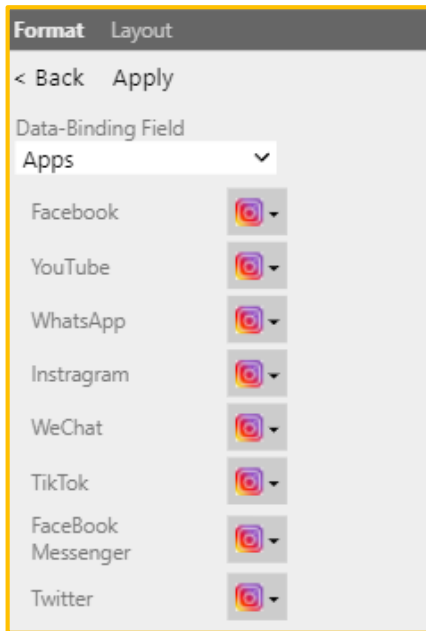 Format Layout
< Back Apply
Data-Binding Field
Apps
Facebook
YouTube
WhatsApp
Instragram
WeChat
TikTok
FaceBook
Messenger
Twitter